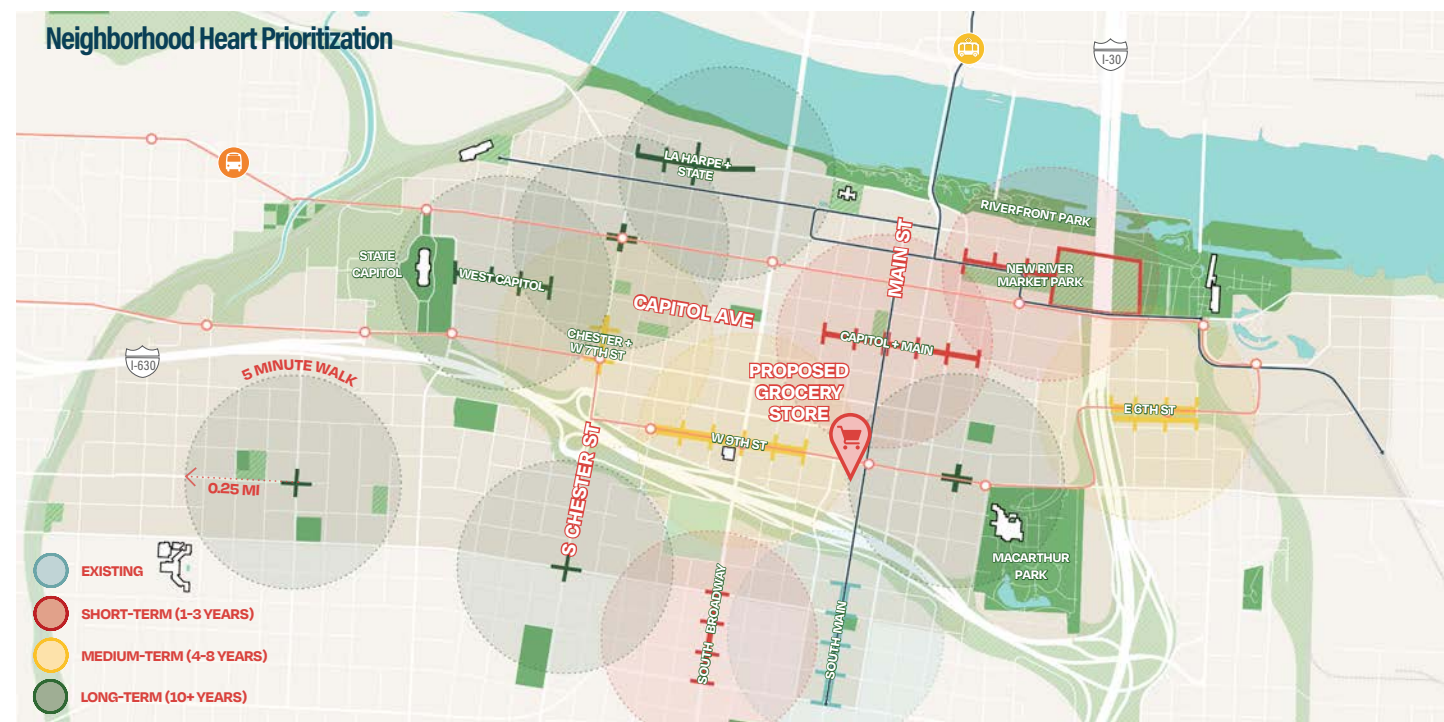 Neighborhood Heart Prioritization
I-30
LA HARPE +
STATE
RIVERFRONT PARK
STATE
CAPITOL
WEST CAPITOL
MAIN ST
NEW RIVER
MARKET PARK
CAPITOL AVE
CHESTER +
W 7TH ST
CAPITOL + MAIN
I-630
5 MINUTE WALK
PROPOSED
GROCERY
STORE
E 6TH ST
W 9TH ST
0.25 MI
S CHESTER ST
MACARTHUR
PARK
SOUTH BROADWAY
SOUTH MAIN
EXISTING
SHORT-TERM (1-3 YEARS)
MEDIUM-TERM (4-8 YEARS)
LONG-TERM (10+ YEARS)